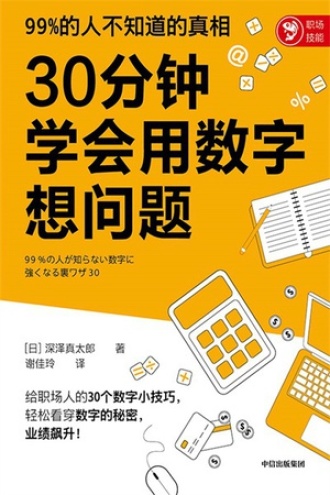 99%的人不知道的真相
职场
技能
30分钟
学会用数字
想问题
99%の人が知らない数字に
強くなる裏ワザ30
[日] 深泽真太郎 著
谢佳玲 译
给职场人的30个数字小技巧，
轻松看穿数字的秘密，
业绩飙升！
中信出版集团